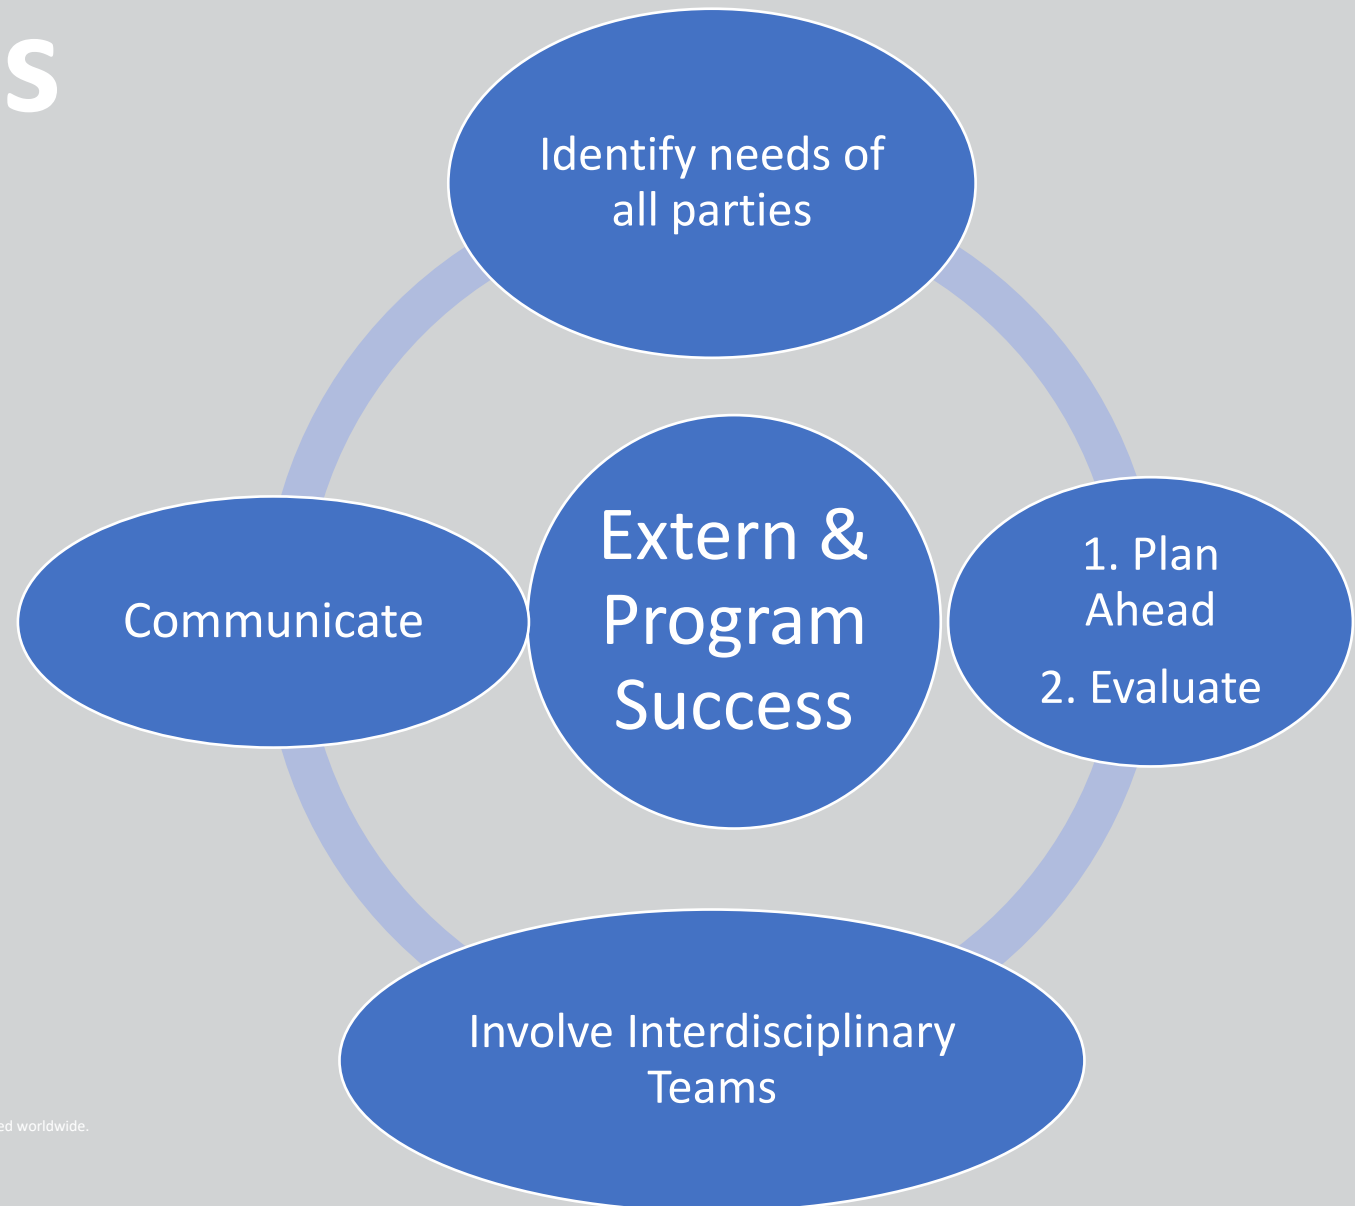 s
Identify needs of
all parties
Extern &
Program
Success
1. Plan
Ahead
2. Evaluate
Communicate
Involve Interdisciplinary
Teams
ed worldwide.